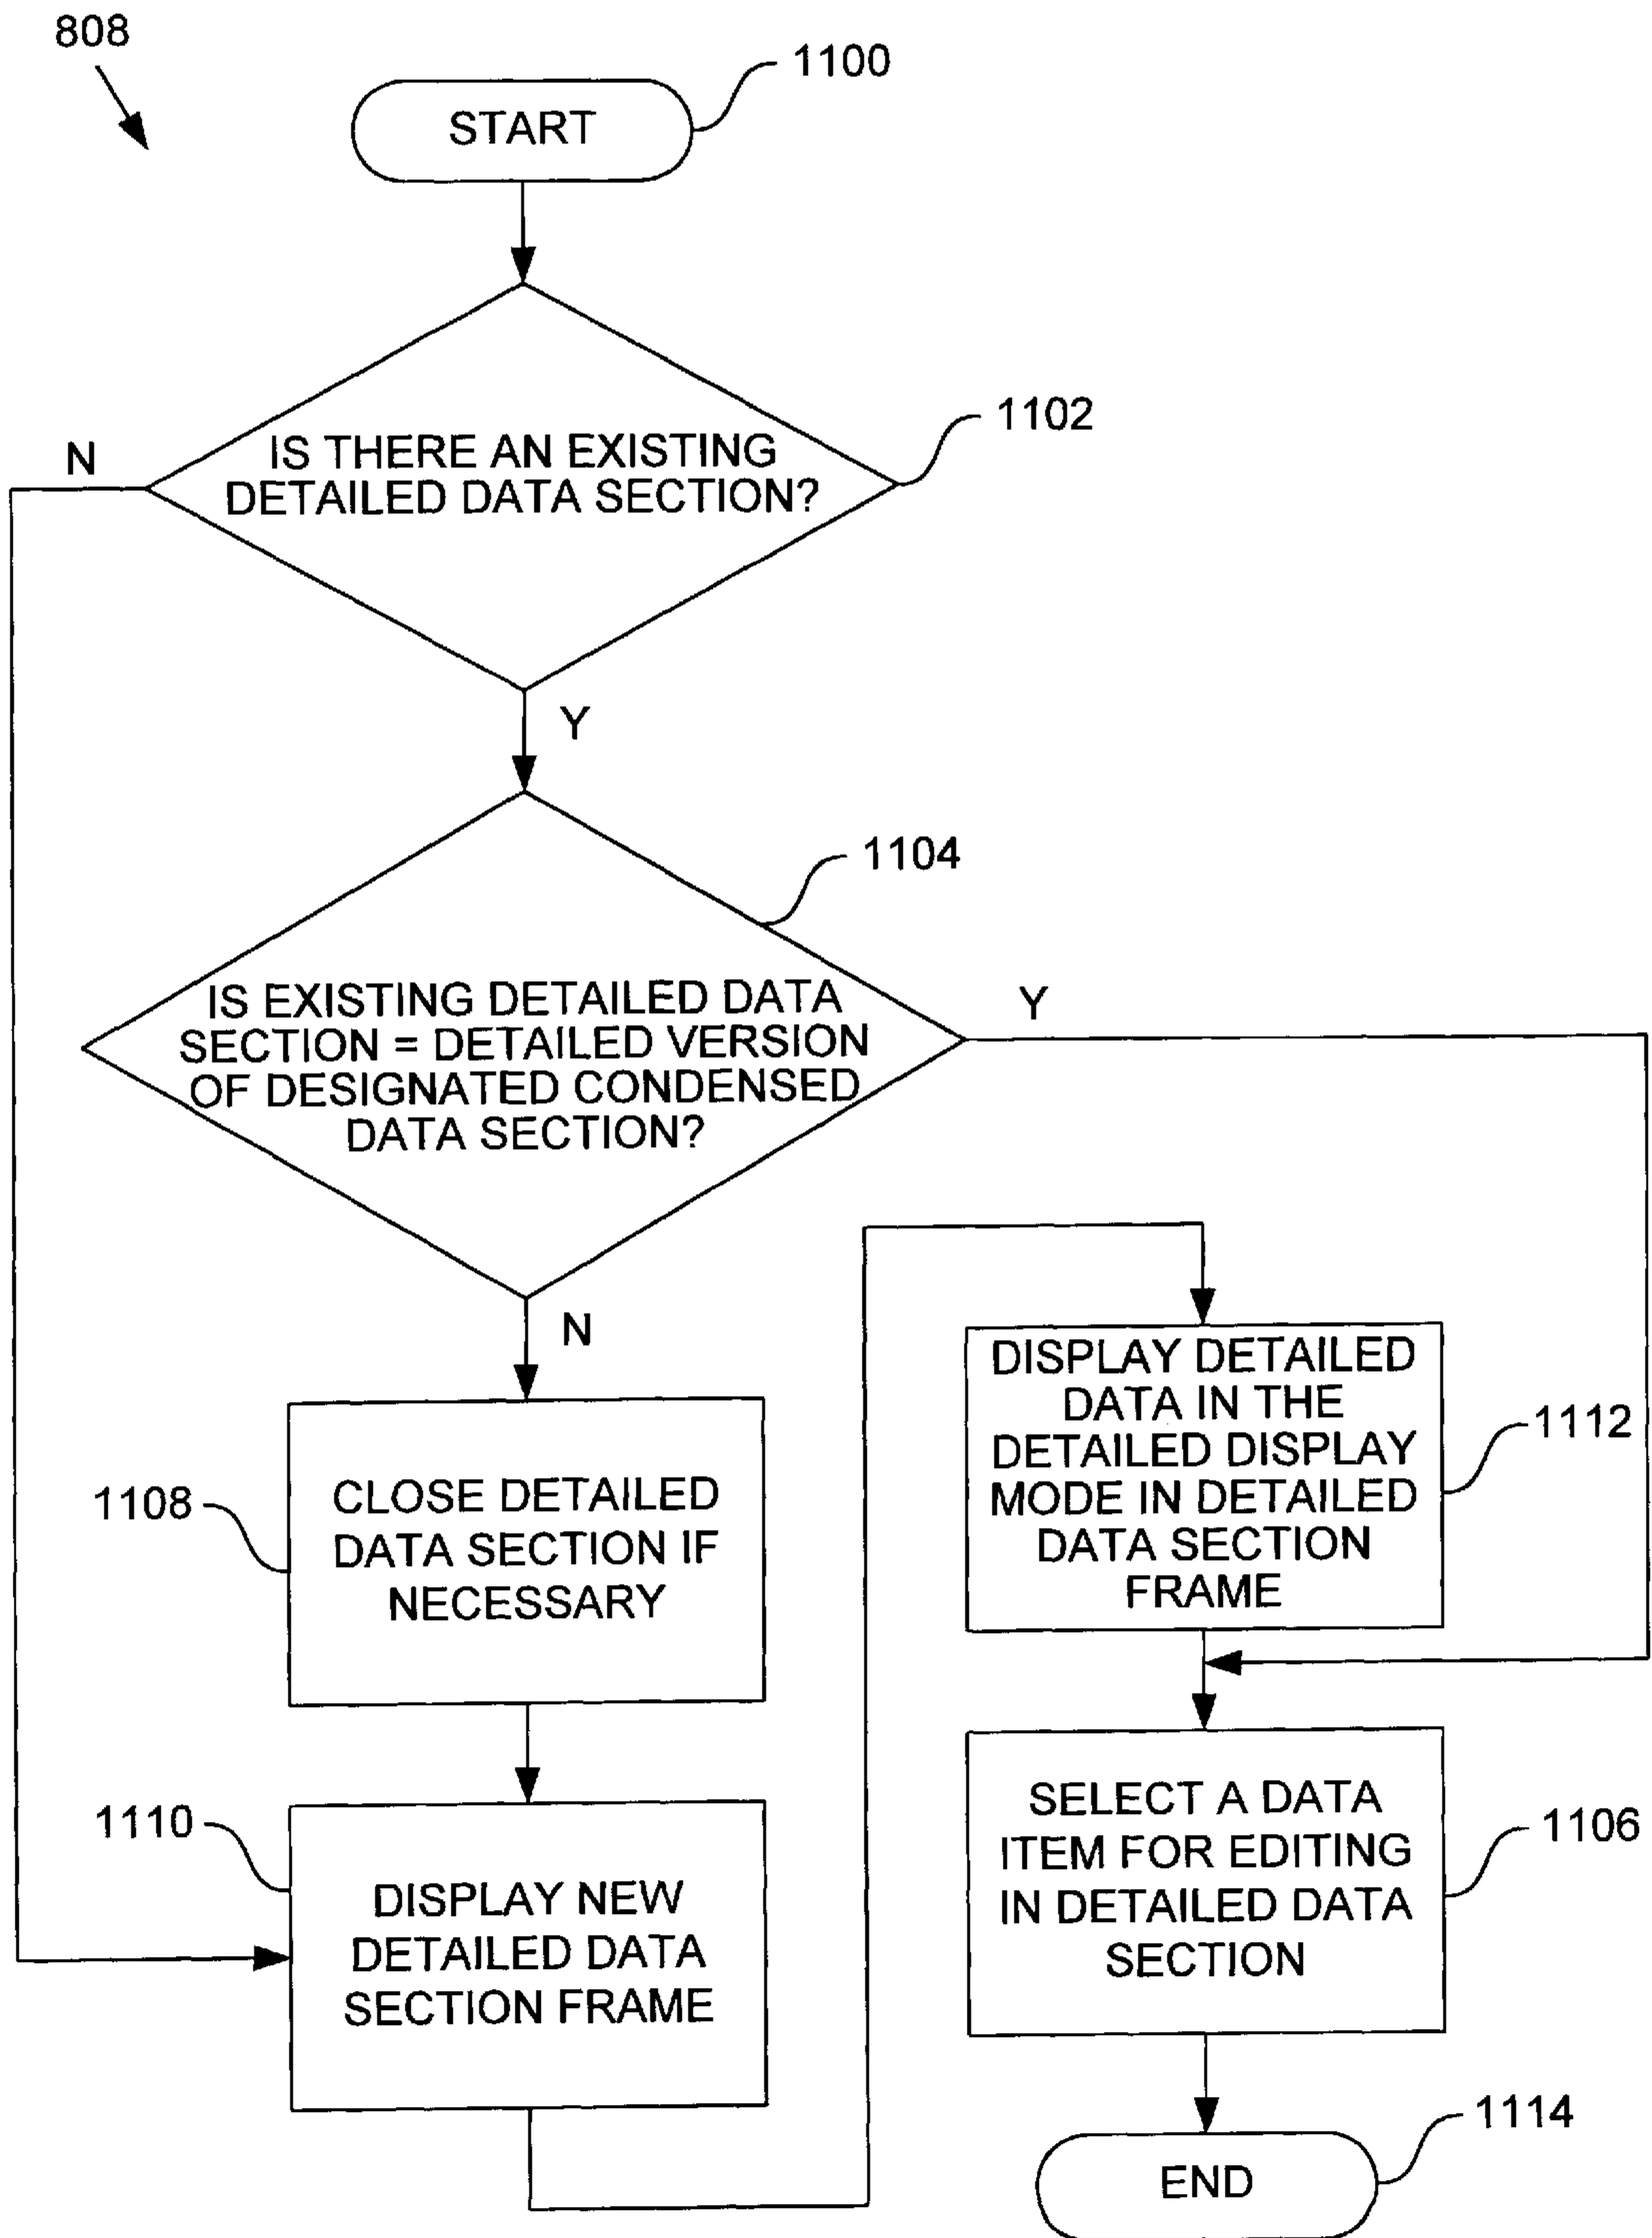 808
START
1100
IS THERE AN EXISTING
DETAILED DATA SECTION?
1102
N
Y
IS EXISTING DETAILED DATA
SECTION = DETAILED VERSION
OF DESIGNATED CONDENSED
DATA SECTION?
1104
Y
N
CLOSE DETAILED
DATA SECTION IF
NECESSARY
1108
DISPLAY NEW
DETAILED DATA
SECTION FRAME
1110
DISPLAY DETAILED
DATA IN THE
DETAILED DISPLAY
MODE IN DETAILED
DATA SECTION
FRAME
1112
SELECT A DATA
ITEM FOR EDITING
IN DETAILED DATA
SECTION
1106
END
1114